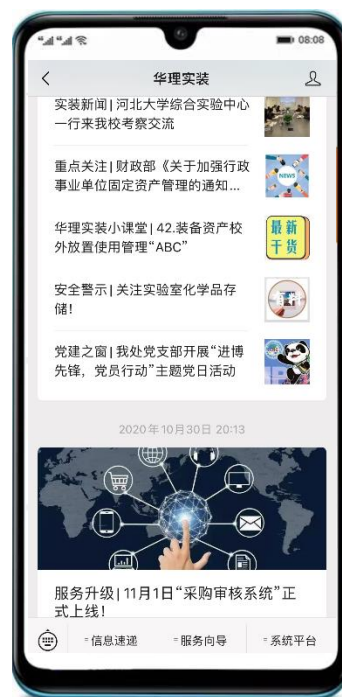 08:08
华理实装
实装新闻|河北大学综合实验中心
一行来我校考察交流
重点关注|财政部《关于加强行政
事业单位固定资产管理的通知...
NEWS
华理实装小课堂|42.装备资产校
外放置使用管理“ABC”
最新
干货
安全警示|关注实验室化学品存
储!
党建之窗|我处党支部开展“进博
先锋，党员行动”主题党日活动
2020年10月30日 20:13
服务升级|11月1日“采购审核系统”正
式上线!
信息速递
服务向导
系统平台